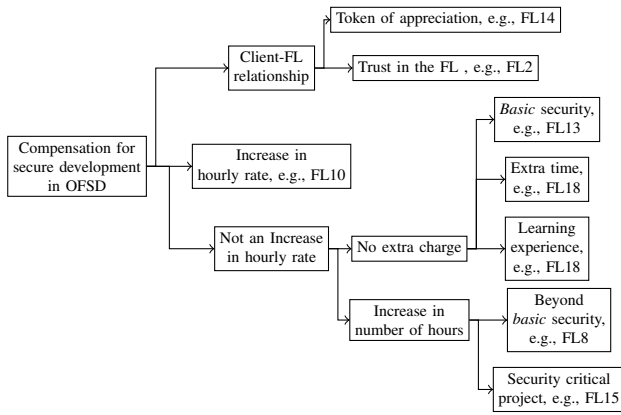 Token of appreciation, e.g., FL14
Client-FL
relationship
Trust in the FL , e.g., FL2
Basic security,
e.g., FL13
Compensation for
secure development
in OFSD
Increase in
hourly rate, e.g., FL10
Extra time,
e.g., FL18
Not an Increase
in hourly rate
No extra charge
Learning
experience,
e.g., FL18
Increase in
number of hours
Beyond
basic security,
e.g., FL8
Security critical
project, e.g., FL15